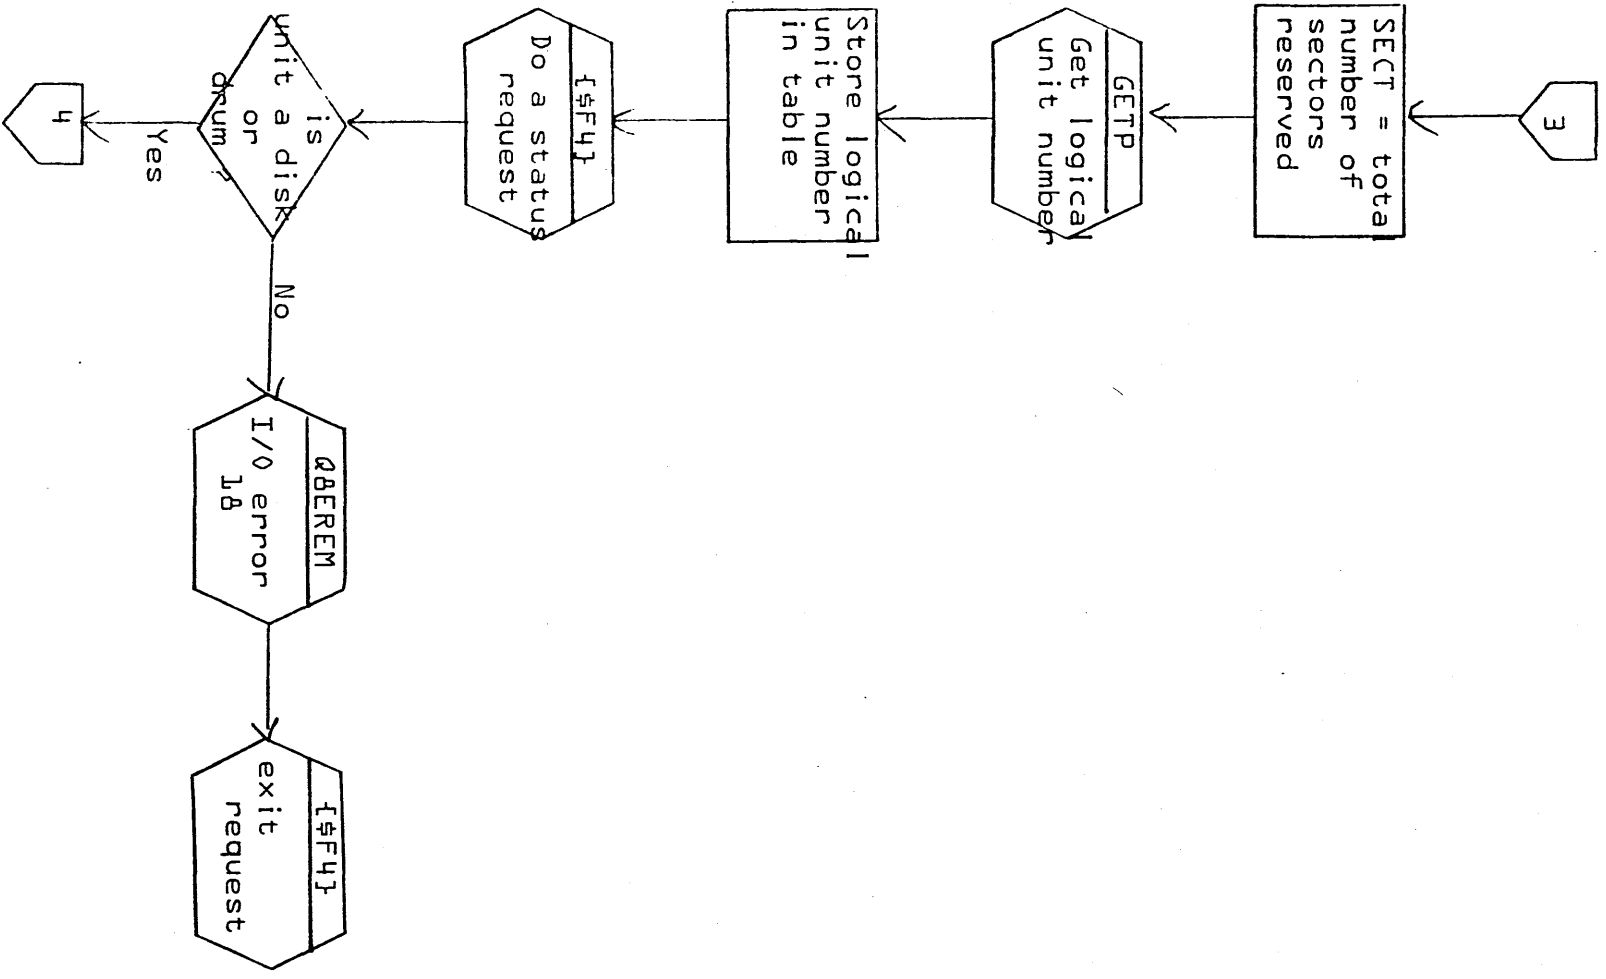 3
SECT = total
number of
sectors
reserved
GETP
Get logical
unit number
Store logical
unit number
in table
{$F4}
Do a status
request
is
unit a disk
or
drum ?
Yes
4
No
Q8EREM
I/O error
18
{$F4}
exit
request